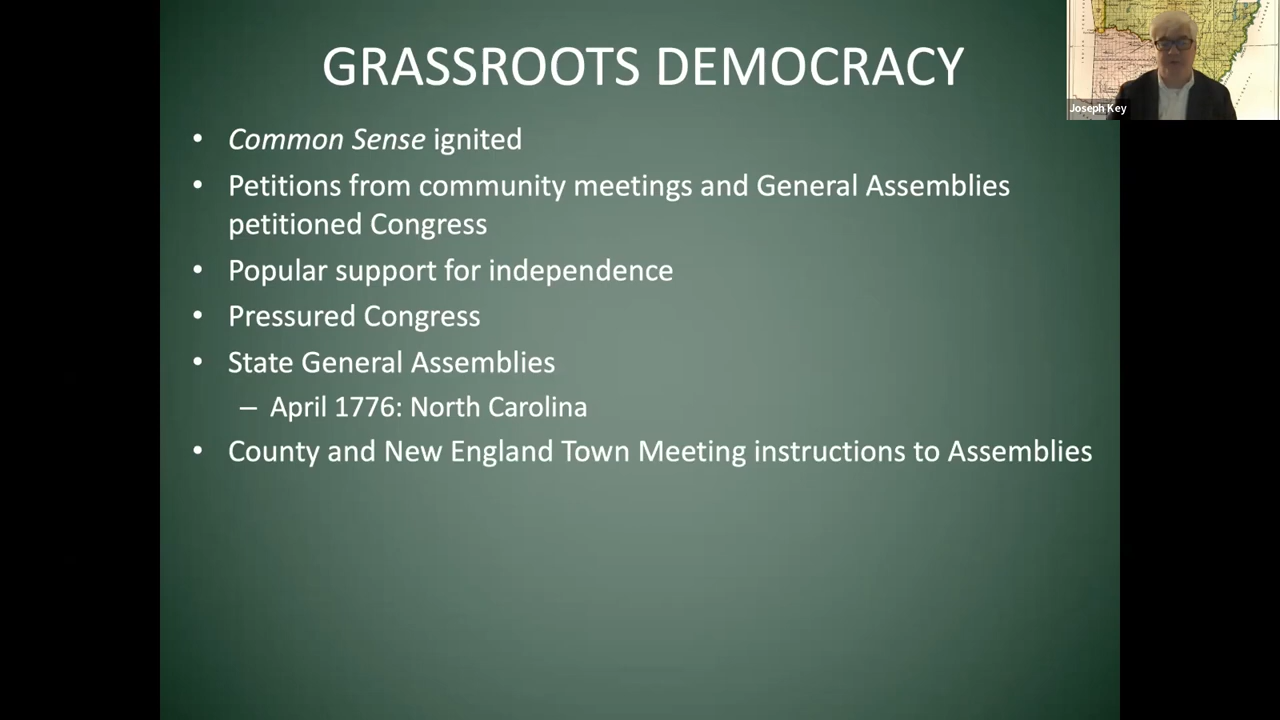 GRASSROOTS DEMOCRACY
Joseph Key
• Common Sense ignited
• Petitions from community meetings and General Assemblies
petitioned Congress
• Popular support for independence
• Pressured Congress
• State General Assemblies
– April 1776: North Carolina
• County and New England Town Meeting instructions to Assemblies